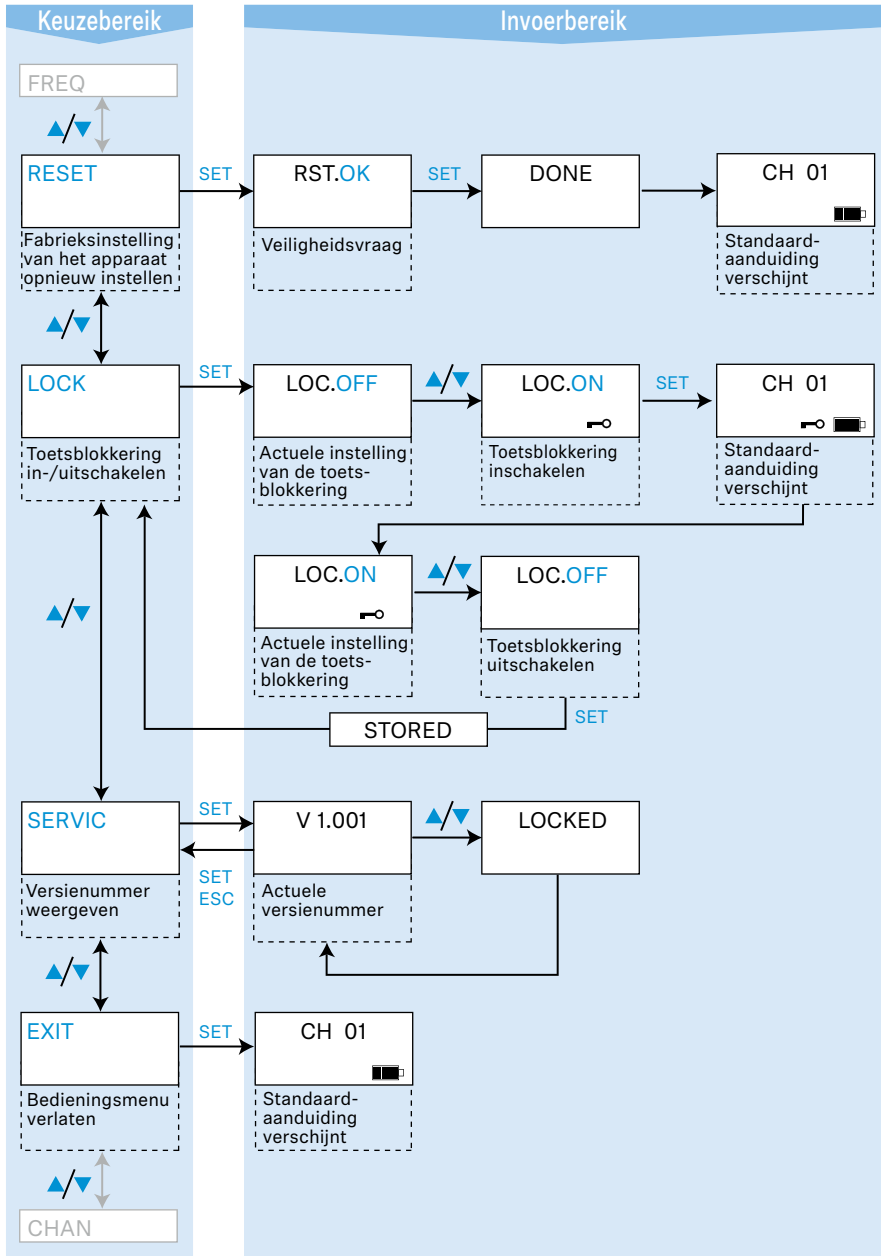 Keuzebereik
Invoerbereik
FREQ
▲/▼
RESET
SET
RST.OK
SET
DONE
CH 01
Fabrieksinstelling
van het apparaat
opnieuw instellen
Veiligheidsvraag
Standaard-
aanduiding
verschijnt
▲/▼
LOCK
SET
LOC.OFF
▲/▼
LOC.ON
SET
CH 01
Toetsblokkering
in-/uitschakelen
Actuele instelling
van de toets-
blokkering
Toetsblokkering
inschakelen
Standaard-
aanduiding
verschijnt
▲/▼
LOC.ON
▲/▼
LOC.OFF
Actuele instelling
van de toets-
blokkering
Toetsblokkering
uitschakelen
SET
STORED
SERVIC
SET
SET
ESC
V 1.001
▲/▼
LOCKED
Versienummer
weergeven
Actuele
versienummer
▲/▼
EXIT
SET
CH 01
Bedieningsmenu
verlaten
Standaard-
aanduiding
verschijnt
▲/▼
CHAN